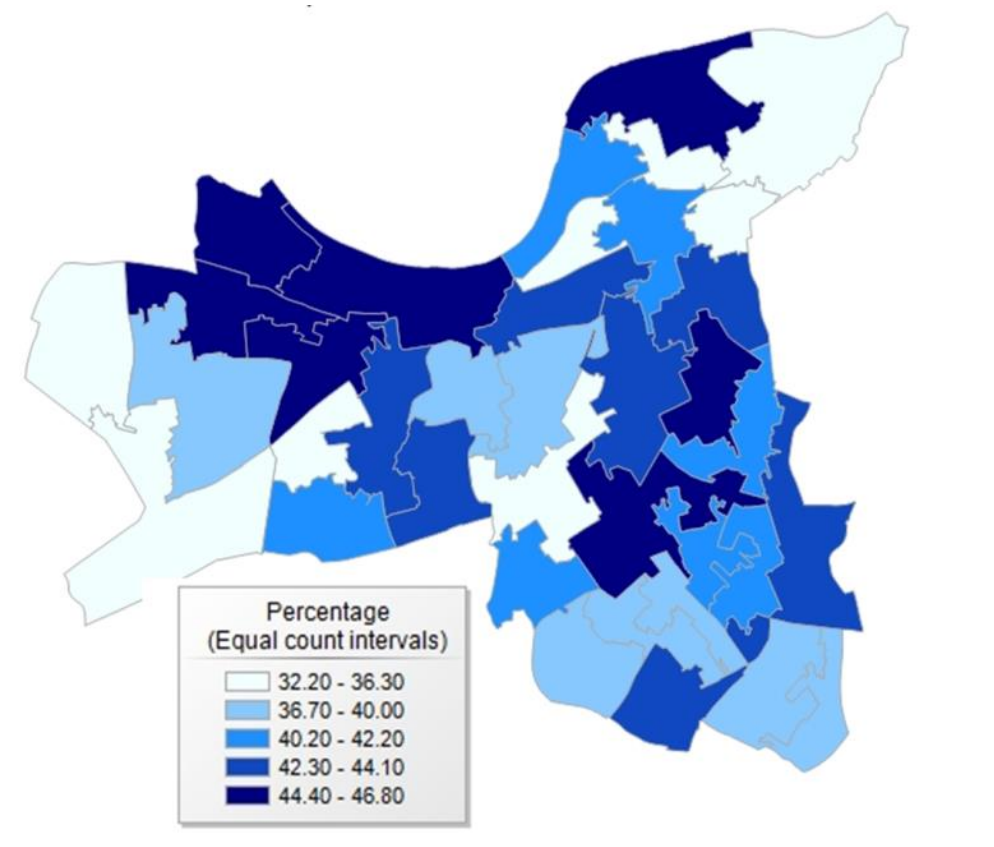 Percentage
(Equal count intervals)
32.20 - 36.30
36.70 - 40.00
40.20 - 42.20
42.30 - 44.10
44.40 - 46.80